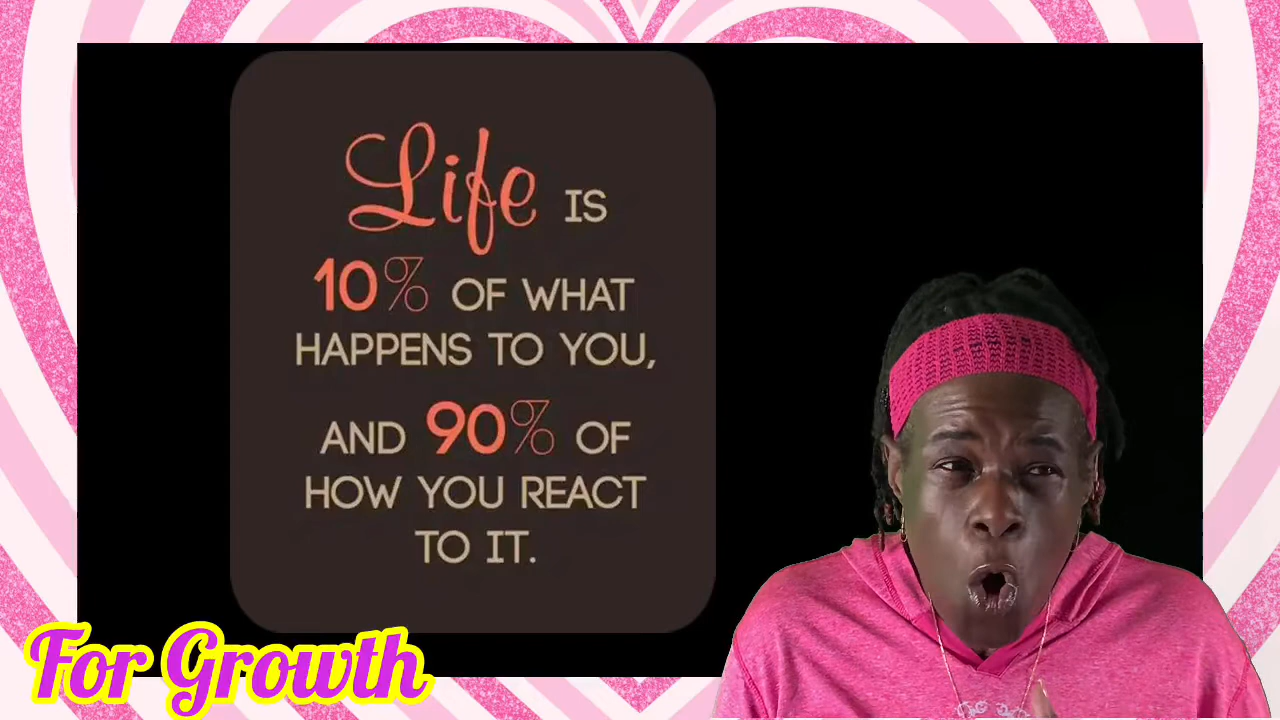 Life IS
10% OF WHAT
HAPPENS TO YOU,
AND 90% OF
HOW YOU REACT
TO IT.
For Growth